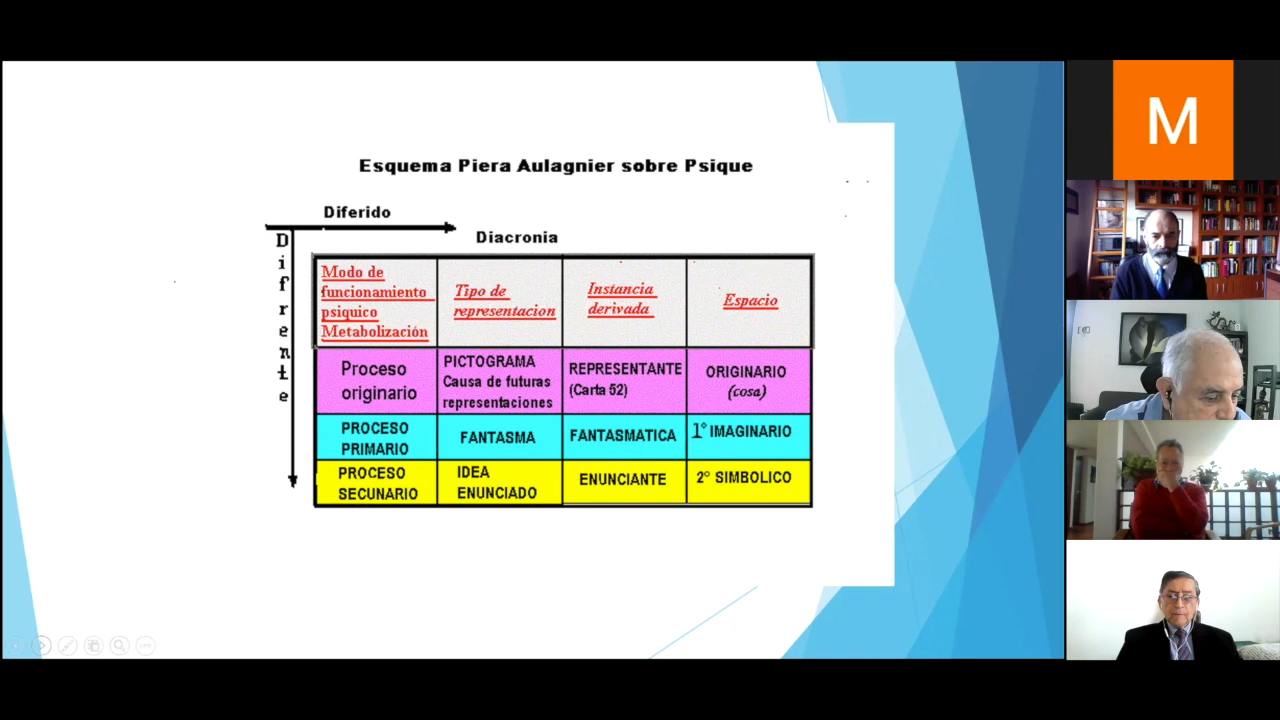 Esquema Piera Aulagnier sobre Psique
Diferido
Diacronia
Difrente
Modo de
funcionamiento
psiquico
Metabolización
Tipo de
representacion
Instancia
derivada
Espacio
Proceso
originario
PICTOGRAMA
Causa de futuras
representaciones
REPRESENTANTE
(Carta 52)
ORIGINARIO
(cosa)
PROCESO
PRIMARIO
FANTASMA
FANTASMATICA
1° IMAGINARIO
PROCESO
SECUNARIO
IDEA
ENUNCIADO
ENUNCIANTE
2° SIMBOLICO
M